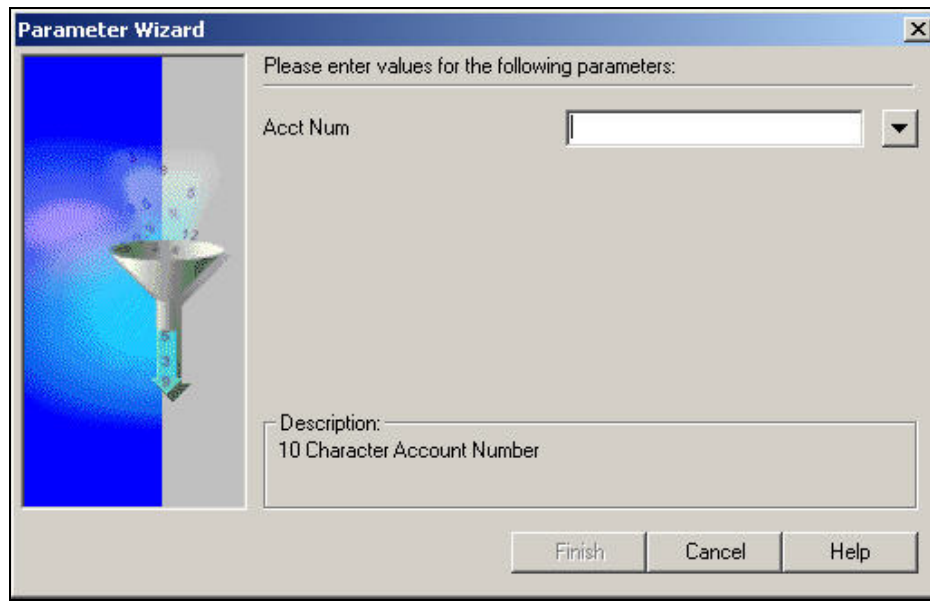 Parameter Wizard
Please enter values for the following parameters:
Acct Num
Description:
10 Character Account Number
Finish
Cancel
Help